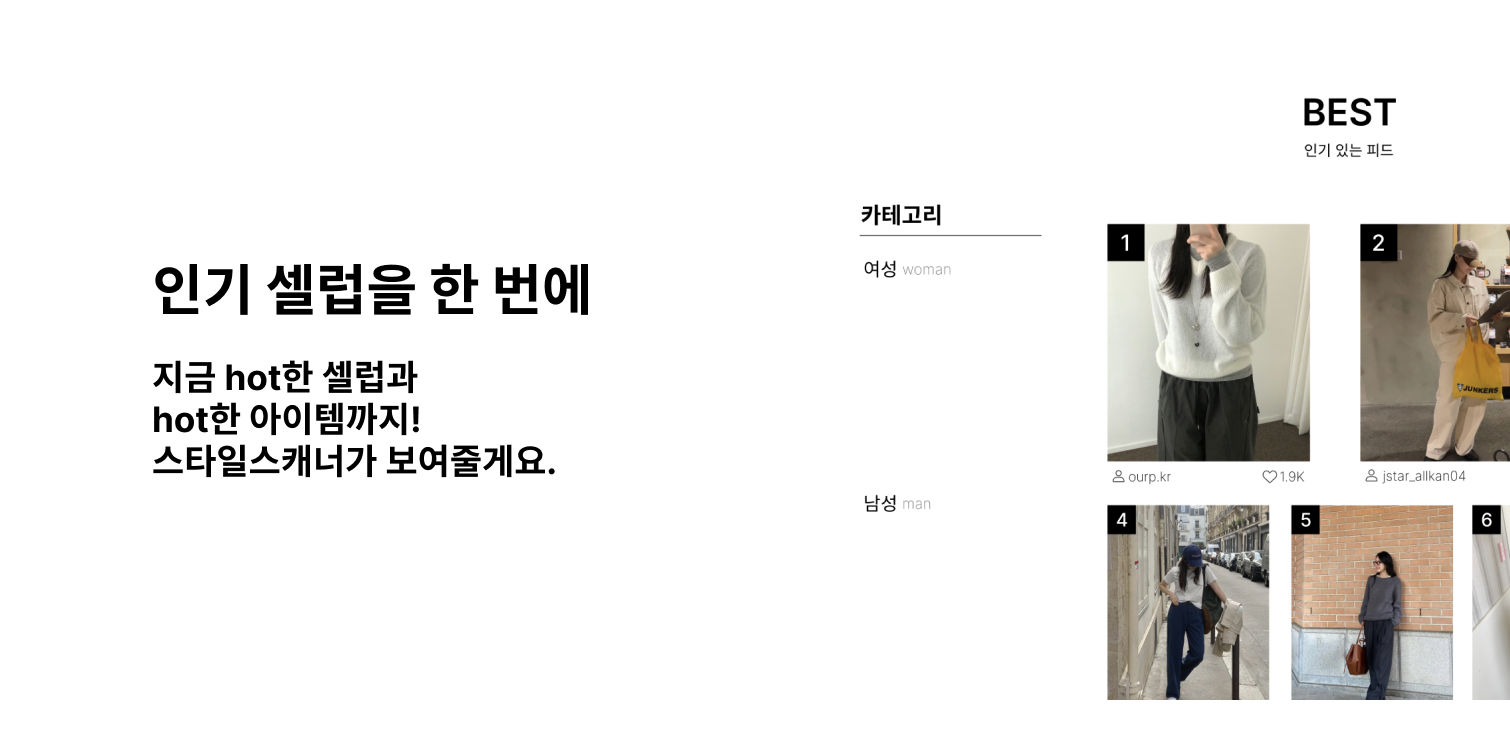 인기 셀럽을 한 번에
지금 hot한 셀럽과
hot한 아이템까지!
스타일스캐너가 보여줄게요.
BEST
인기 있는 피드
카테고리
여성 woman
남성 man
1
2
JUNKERS
ourp.kr 1.9K
jstar_allkan04
4
5
6